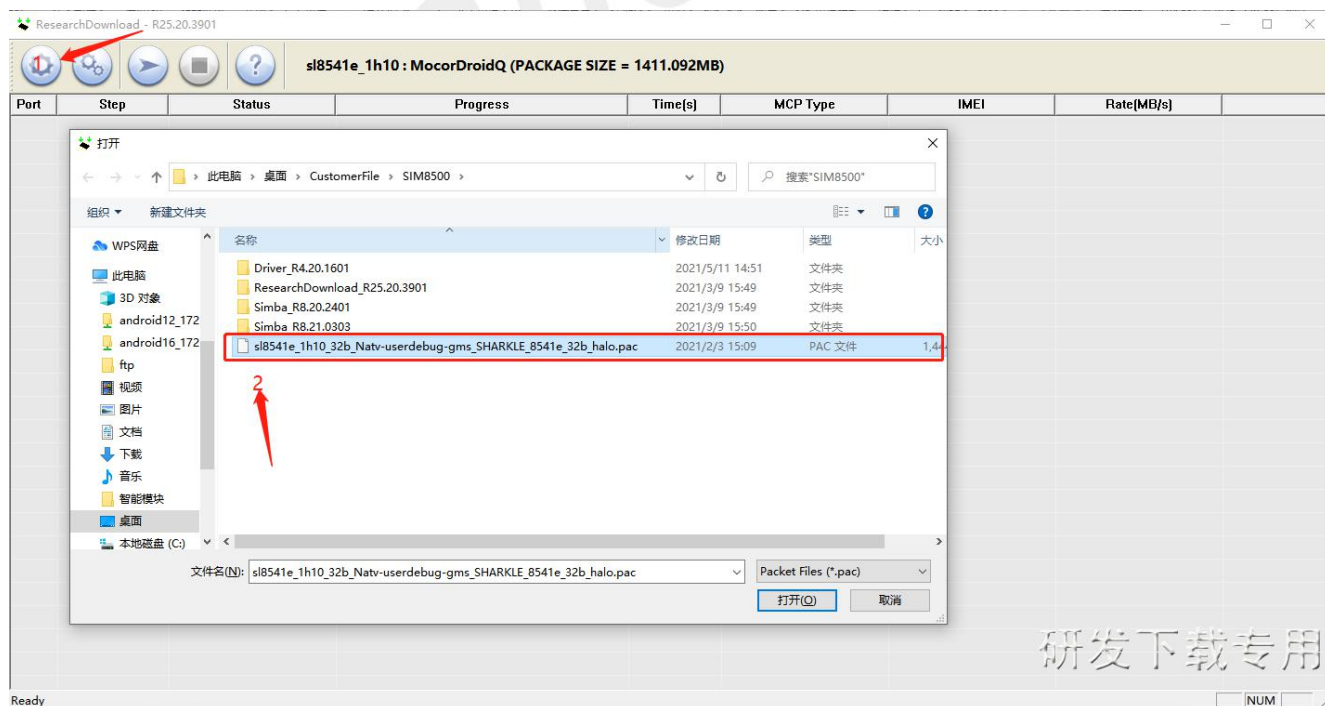 ResearchDownload - R25.20.3901
1
sl8541e_1h10 : MocorDroidQ (PACKAGE SIZE = 1411.092MB)
Port Step Status Progress Time(s) MCP Type IMEI Rate(MB/s)
打开
此电脑 › 桌面 › CustomerFile › SIM8500 ›
搜索"SIM8500"
组织 新建文件夹
名称 修改日期 类型 大小
WPS网盘
此电脑
3D 对象
android12_172
android16_172
ftp
视频
图片
文档
下载
音乐
智能模块
桌面
本地磁盘 (C:)
Driver_R4.20.1601 2021/5/11 14:51 文件夹
ResearchDownload_R25.20.3901 2021/3/9 15:49 文件夹
Simba_R8.20.2401 2021/3/9 15:49 文件夹
Simba_R8.21.0303 2021/3/9 15:50 文件夹
sl8541e_1h10_32b_Natv-userdebug-gms_SHARKLE_8541e_32b_halo.pac 2021/2/3 15:09 PAC 文件
2
文件名(N): sl8541e_1h10_32b_Natv-userdebug-gms_SHARKLE_8541e_32b_halo.pac Packet Files (*.pac)
打开(O) 取消
研发下载专用
Ready NUM